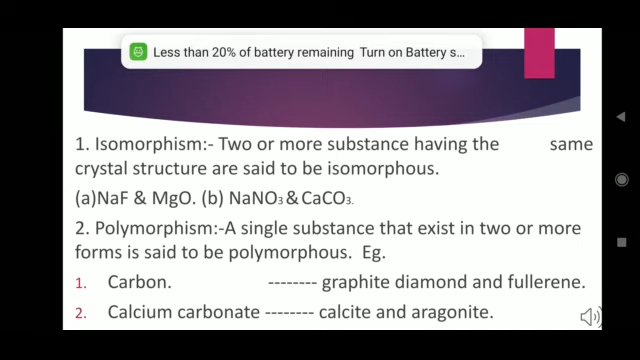 Less than 20% of battery remaining Turn on Battery s...
1. Isomorphism:- Two or more substance having the same
crystal structure are said to be isomorphous.
(a)NaF & MgO. (b) NaNO₃ & CaCO₃.
2. Polymorphism:-A single substance that exist in two or more
forms is said to be polymorphous. Eg.
1. Carbon. -------- graphite diamond and fullerene.
2. Calcium carbonate -------- calcite and aragonite.